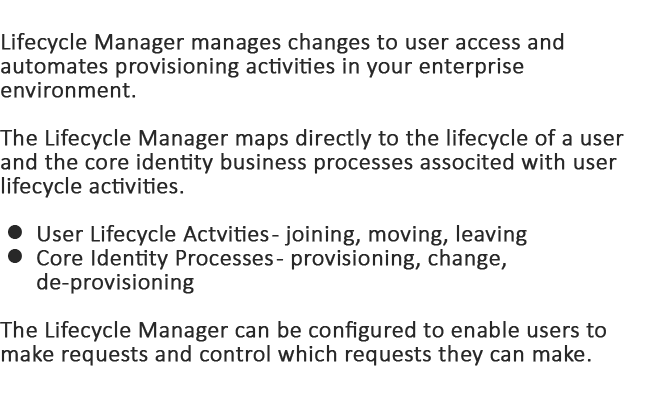 Lifecycle Manager manages changes to user access and
automates provisioning activities in your enterprise
environment.
The Lifecycle Manager maps directly to the lifecycle of a user
and the core identity business processes associted with user
lifecycle activities.
● User Lifecycle Actvities- joining, moving, leaving
● Core Identity Processes- provisioning, change,
de-provisioning
The Lifecycle Manager can be configured to enable users to
make requests and control which requests they can make.